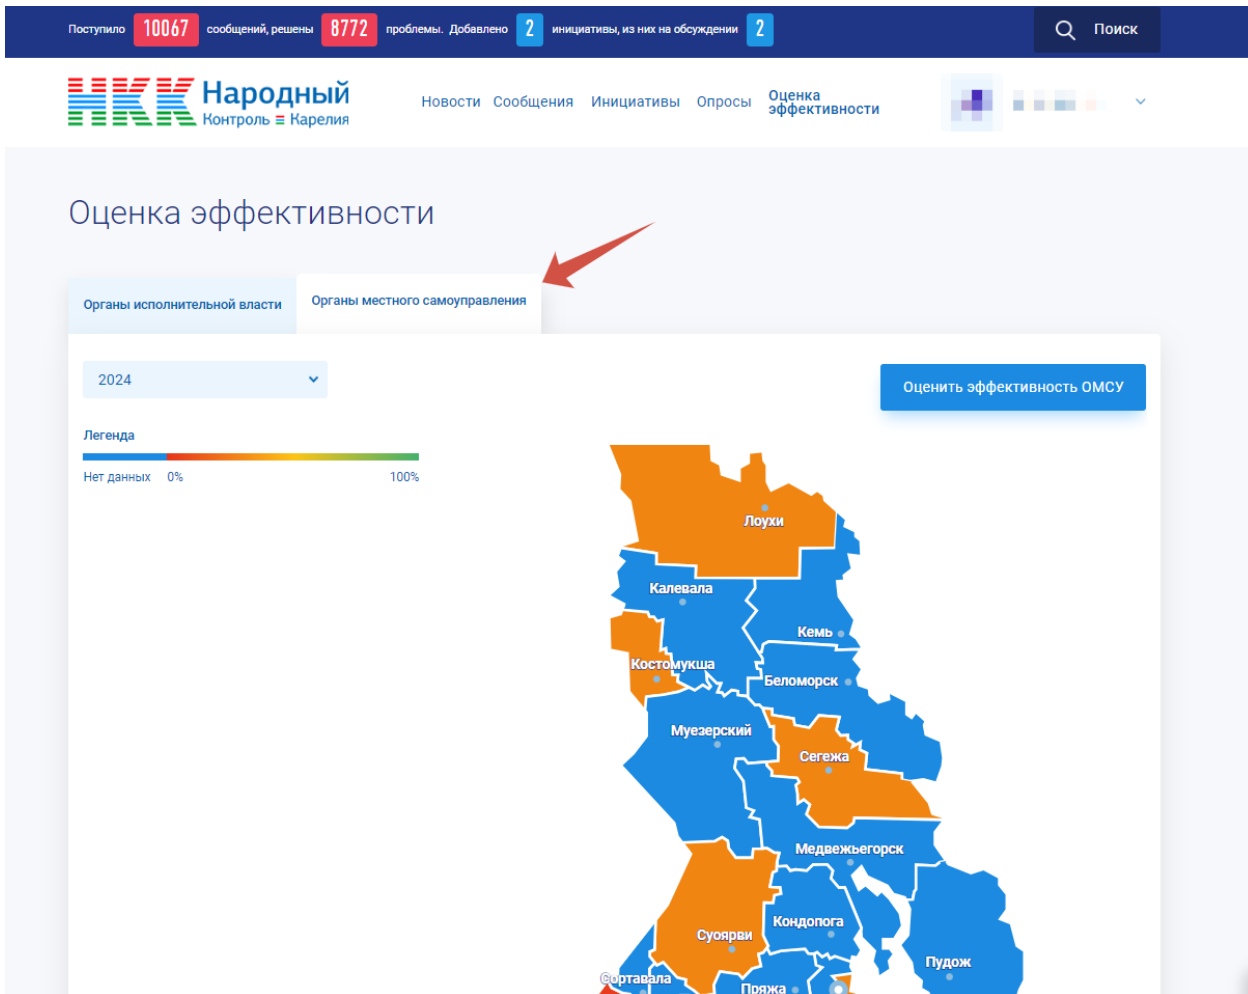 Поступило 10067 сообщений, решены 8772 проблемы. Добавлено 2 инициативы, из них на обсуждении 2
Поиск
НКК Народный
Контроль Карелия
Новости Сообщения Инициативы Опросы Оценка
эффективности
Оценка эффективности
Органы исполнительной власти Органы местного самоуправления
2024
Оценить эффективность ОМСУ
Легенда
Нет данных 0% 100%
Лоухи
Калевала
Кемь
Костомукша
Беломорск
Муезерский
Сегежа
Медвежьегорск
Кондопога
Суоярви
Пудож
Сортавала
Пряжа